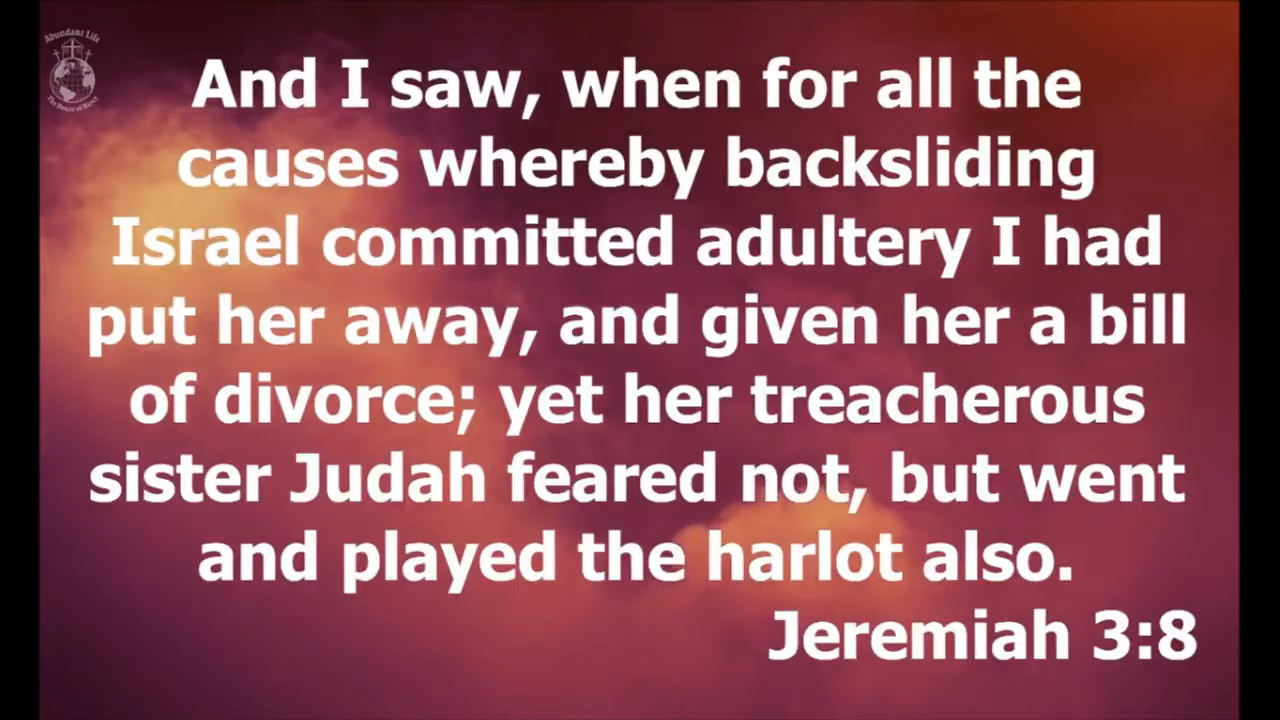 Abundant Life
And I saw, when for all the
causes whereby backsliding
Israel committed adultery I had
put her away, and given her a bill
of divorce; yet her treacherous
sister Judah feared not, but went
and played the harlot also.
Jeremiah 3:8